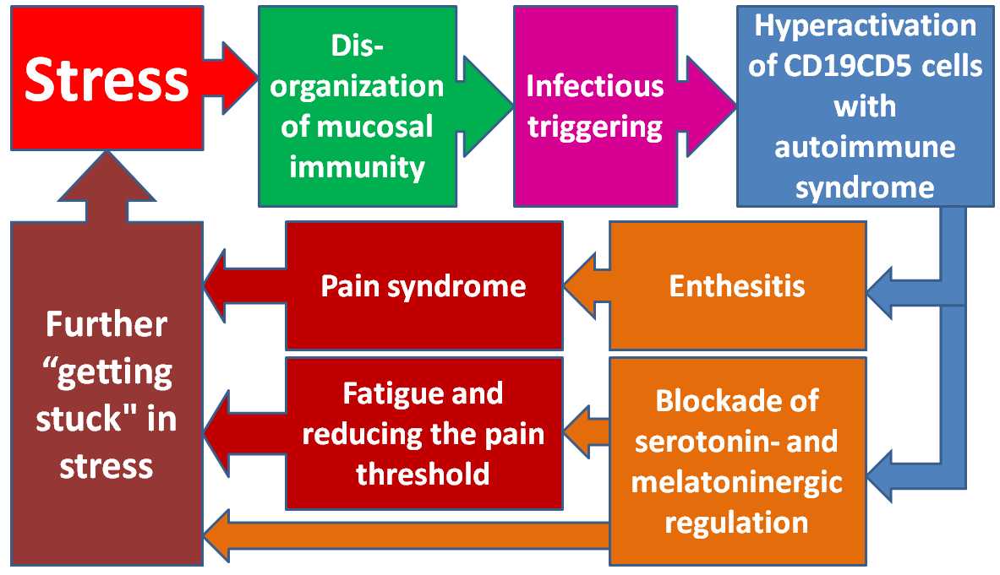 Stress
Dis-
organization
of mucosal
immunity
Infectious
triggering
Hyperactivation
of CD19CD5 cells
with
autoimmune
syndrome
Pain syndrome
Enthesitis
Further
“getting
stuck" in
stress
Fatigue and
reducing the pain
threshold
Blockade of
serotonin- and
melatoninergic
regulation